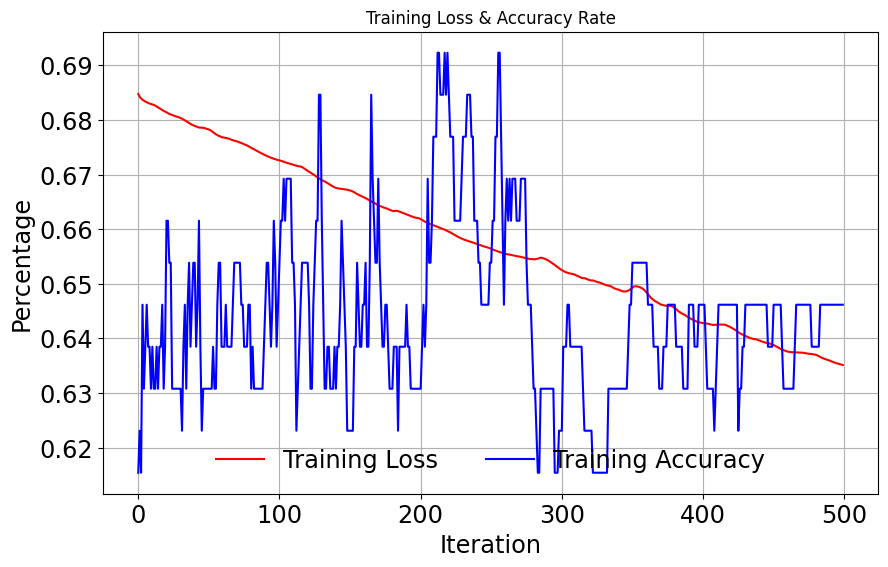 Training Loss & Accuracy Rate
Percentage
0.69
0.68
0.67
0.66
0.65
0.64
0.63
0.62
Training Loss
Training Accuracy
0 100 200 300 400 500
Iteration